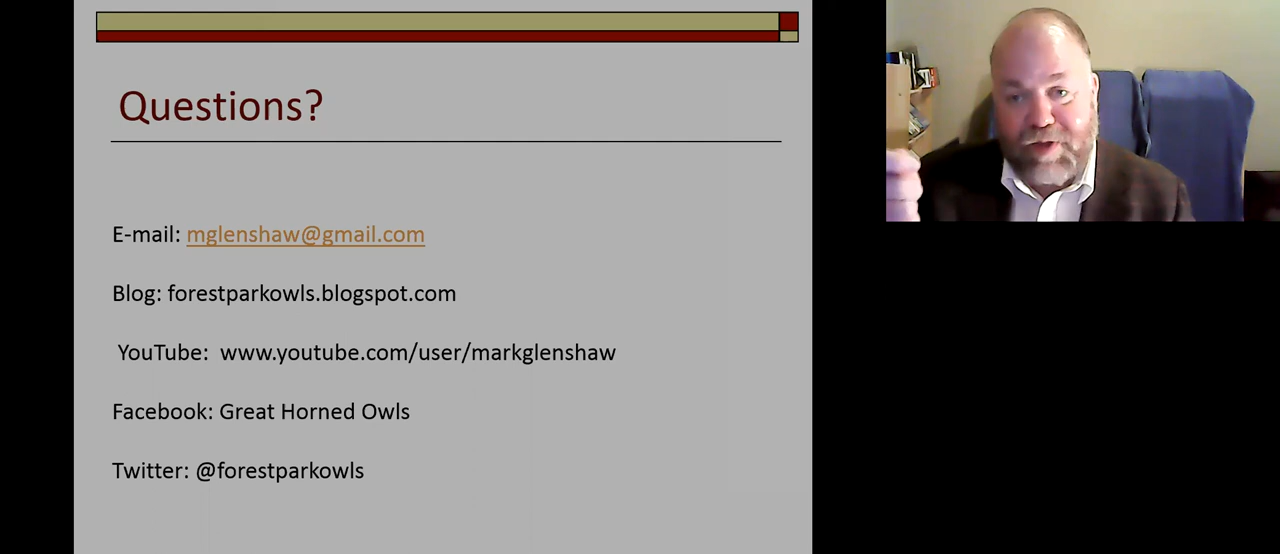 Questions?
E-mail: mglenshaw@gmail.com
Blog: forestparkowls.blogspot.com
YouTube: www.youtube.com/user/markglenshaw
Facebook: Great Horned Owls
Twitter: @forestparkowls